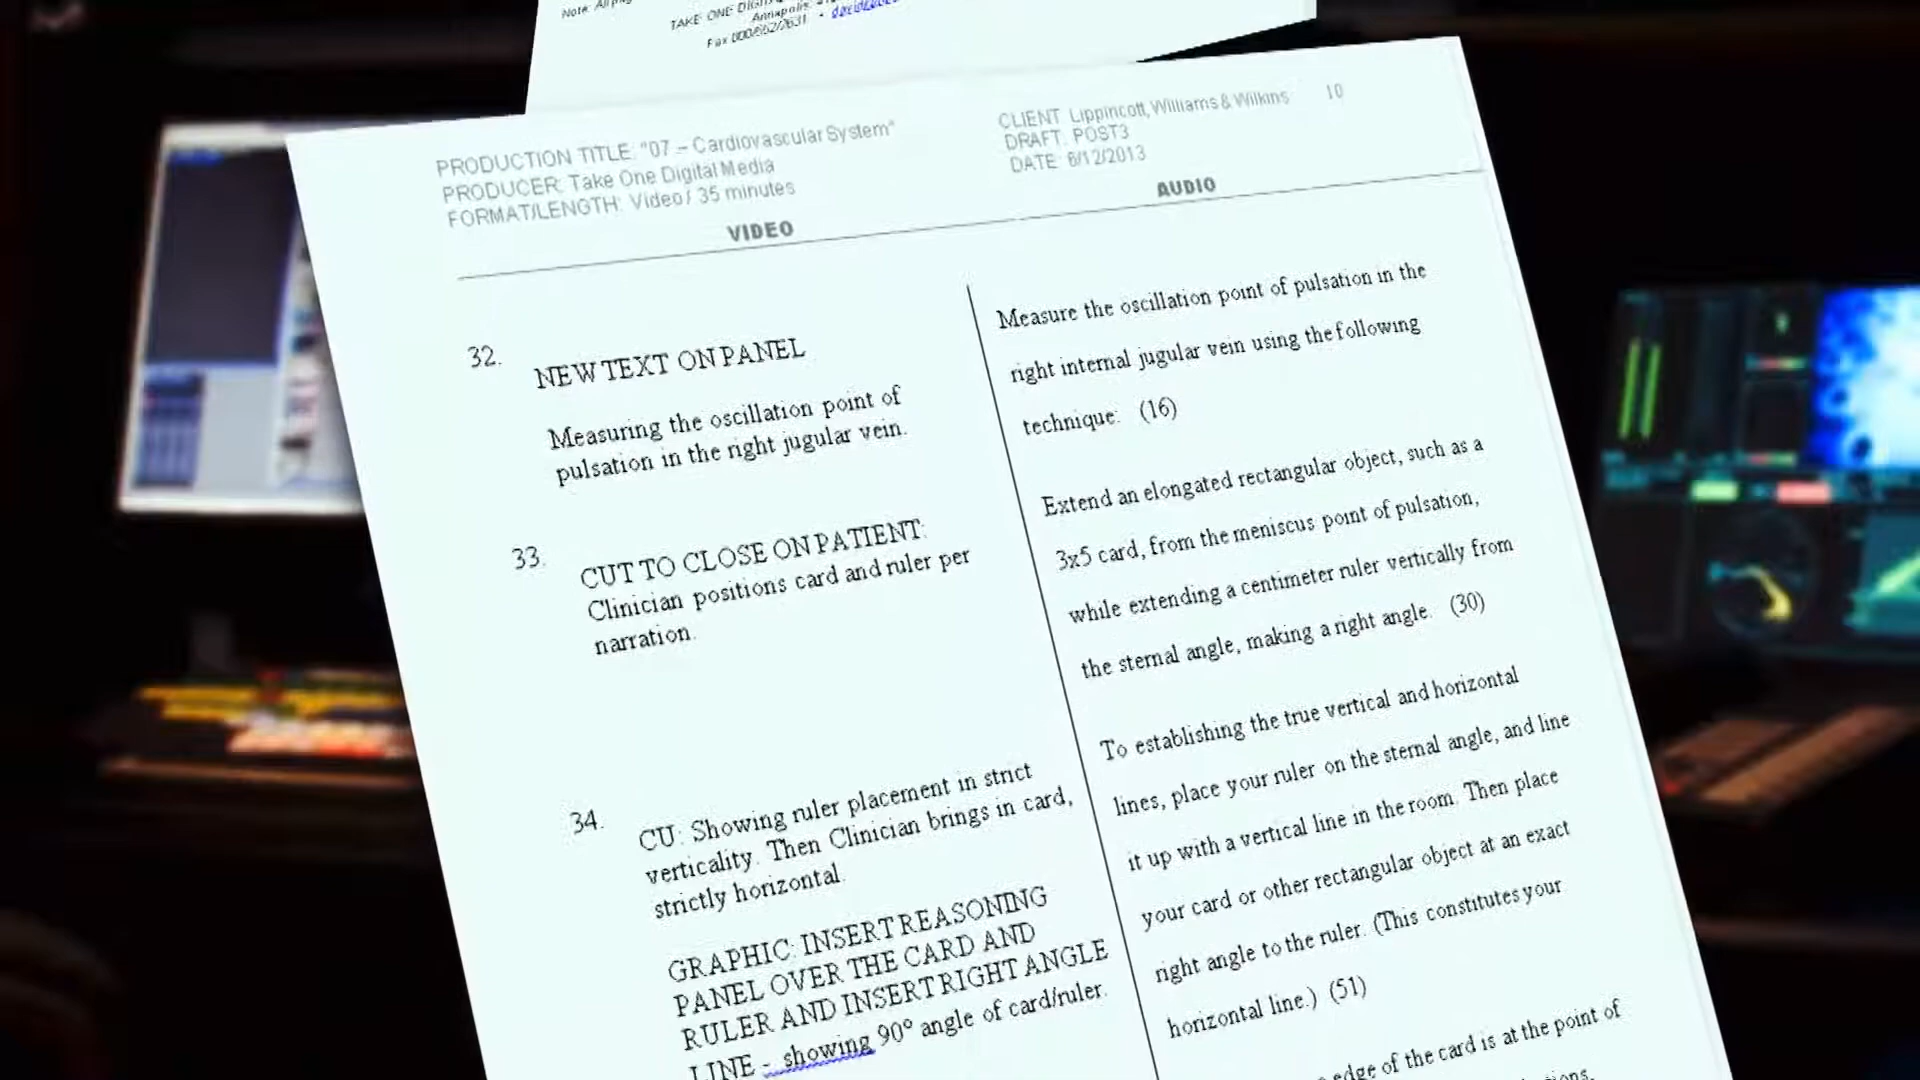 Note: All
TAKE ONE
Annapolis
Fax
PRODUCTION TITLE: "07 – Cardiovascular System"
PRODUCER: Take One Digital Media
FORMAT/LENGTH: Video / 35 minutes
CLIENT: Lippincott, Williams & Wilkins
DRAFT: POST3
DATE: 6/12/2013
10
VIDEO
AUDIO
32.
NEW TEXT ON PANEL
Measuring the oscillation point of
pulsation in the right jugular vein.
33.
CUT TO CLOSE ON PATIENT:
Clinician positions card and ruler per
narration.
34.
CU: Showing ruler placement in strict
verticality. Then Clinician brings in card,
strictly horizontal.
GRAPHIC: INSERT REASONING
PANEL OVER THE CARD AND
RULER AND INSERT RIGHT ANGLE
LINE - showing 90° angle of card/ruler.
Measure the oscillation point of pulsation in the
right internal jugular vein using the following
technique: (16)
Extend an elongated rectangular object, such as a
3x5 card, from the meniscus point of pulsation,
while extending a centimeter ruler vertically from
the sternal angle, making a right angle. (30)
To establishing the true vertical and horizontal
lines, place your ruler on the sternal angle, and line
it up with a vertical line in the room. Then place
your card or other rectangular object at an exact
right angle to the ruler. (This constitutes your
horizontal line.) (51)
edge of the card is at the point of